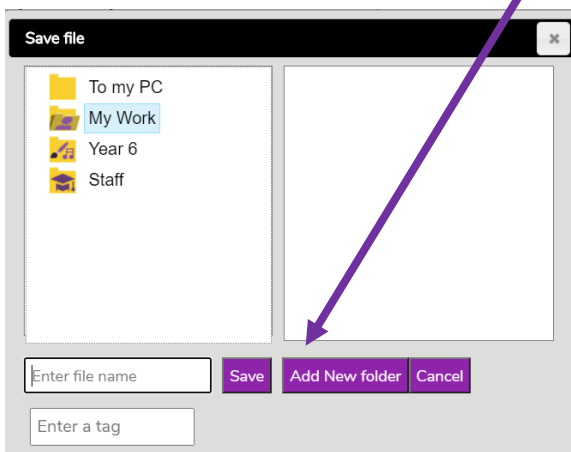 Save file
To my PC
My Work
Year 6
Staff
Enter file name Save Add New folder Cancel
Enter a tag